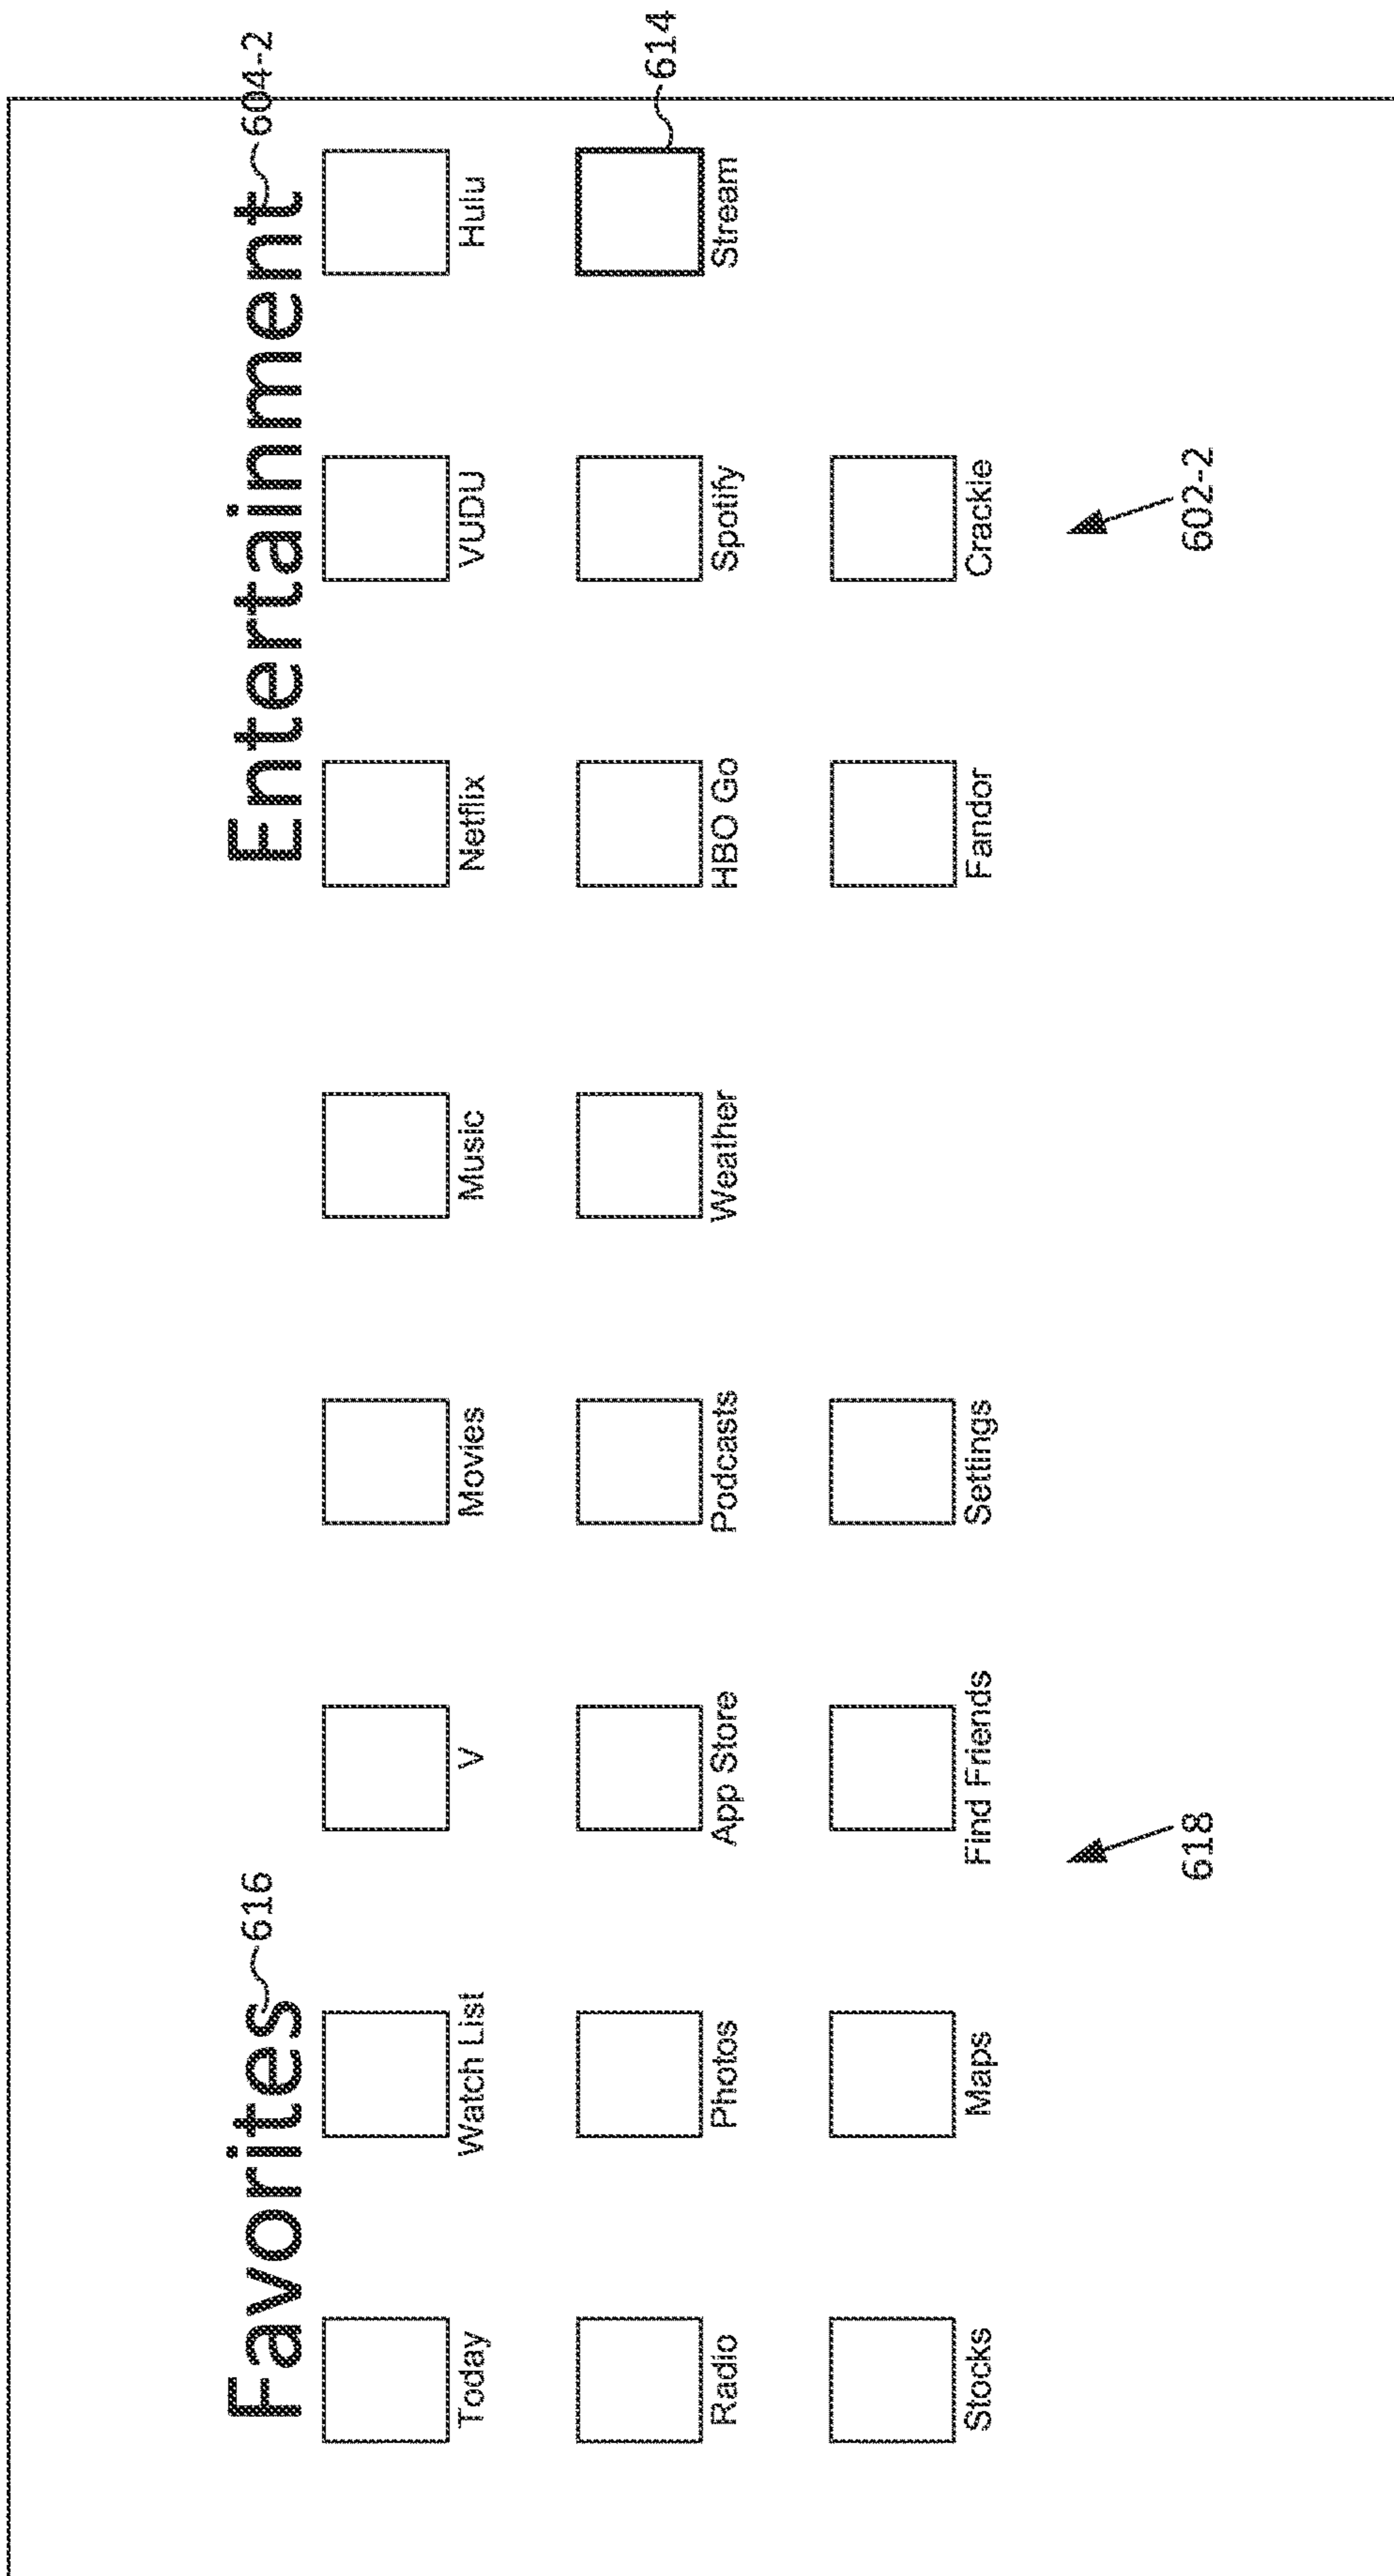 Favorites 616 Entertainment 604-2
Today Watch List V Movies Music Netflix VUDU Hulu
614
Radio Photos App Store Podcasts Weather HBO Go Spotify Stream
Stocks Maps Find Friends Settings Fandor Crackle
618 602-2